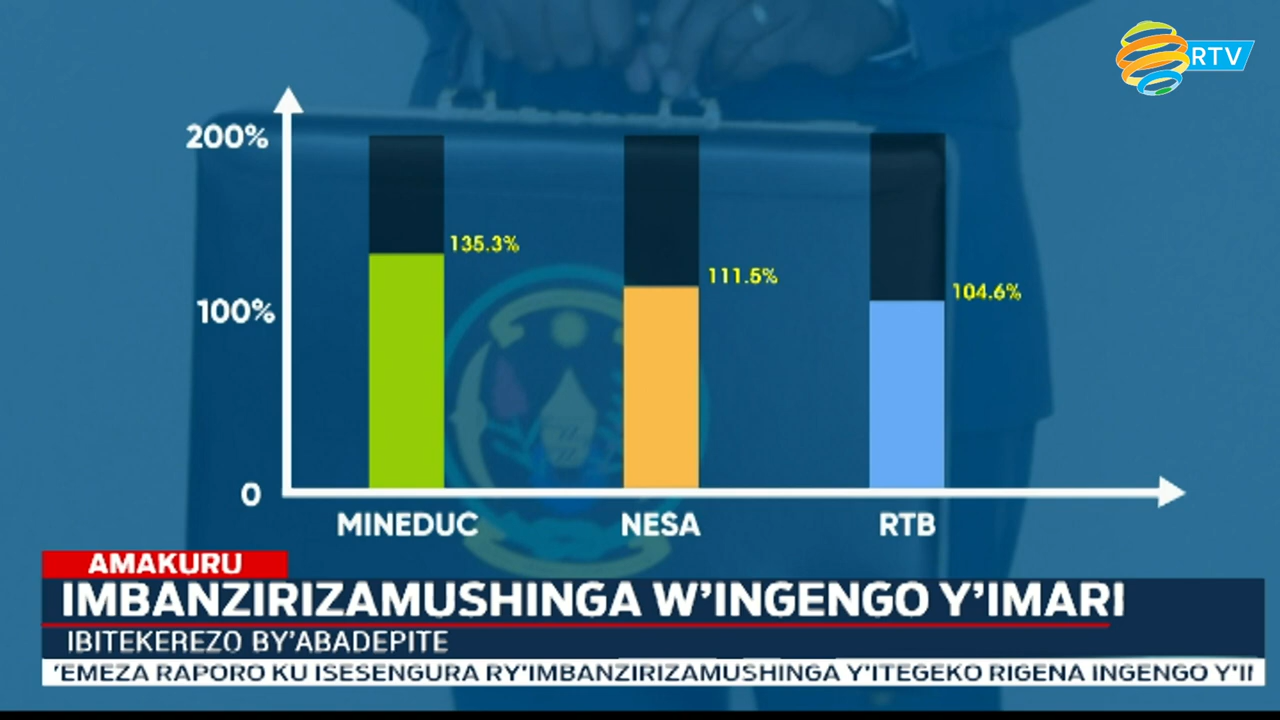 RTV
200%
135.3%
111.5%
104.6%
100%
0
MINEDUC NESA RTB
AMAKURU
IMBANZIRIZAMUSHINGA W'INGENGO Y'IMARI
IBITEKEREZO BY'ABADEPITE
'EMEZA RAPORO KU ISESENGURA RY'IMBANZIRIZAMUSHINGA Y'ITEGEKO RIGENA INGENGO